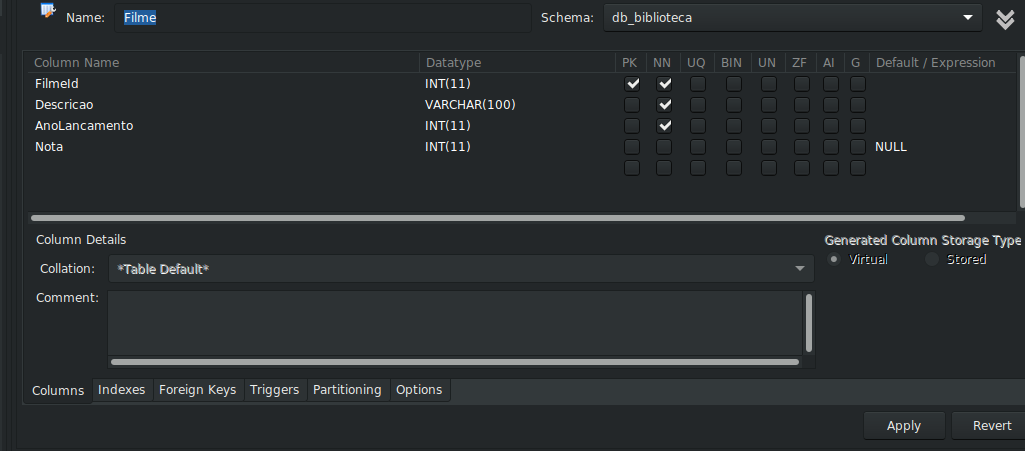 Name: Filme Schema: db_biblioteca
Column Name Datatype PK NN UQ BIN UN ZF AI G Default / Expression
FilmeId INT(11)
Descricao VARCHAR(100)
AnoLancamento INT(11)
Nota INT(11) NULL
Column Details Generated Column Storage Type
Collation: *Table Default* Virtual Stored
Comment:
Columns Indexes Foreign Keys Triggers Partitioning Options
Apply Revert